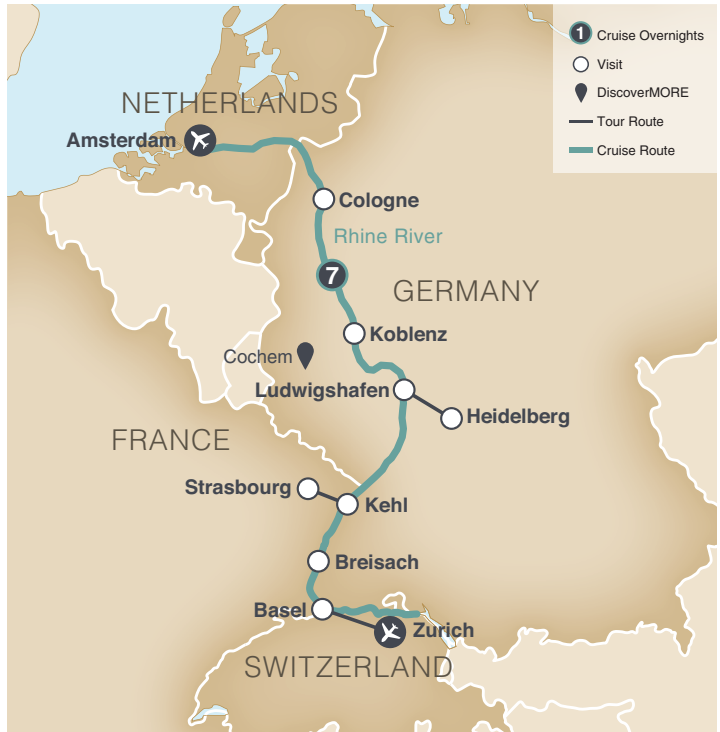 1 Cruise Overnights
Visit
DiscoverMORE
Tour Route
Cruise Route
NETHERLANDS
Amsterdam
Cologne
Rhine River
7
GERMANY
Koblenz
Cochem
Ludwigshafen
Heidelberg
FRANCE
Strasbourg
Kehl
Breisach
Basel
Zurich
SWITZERLAND